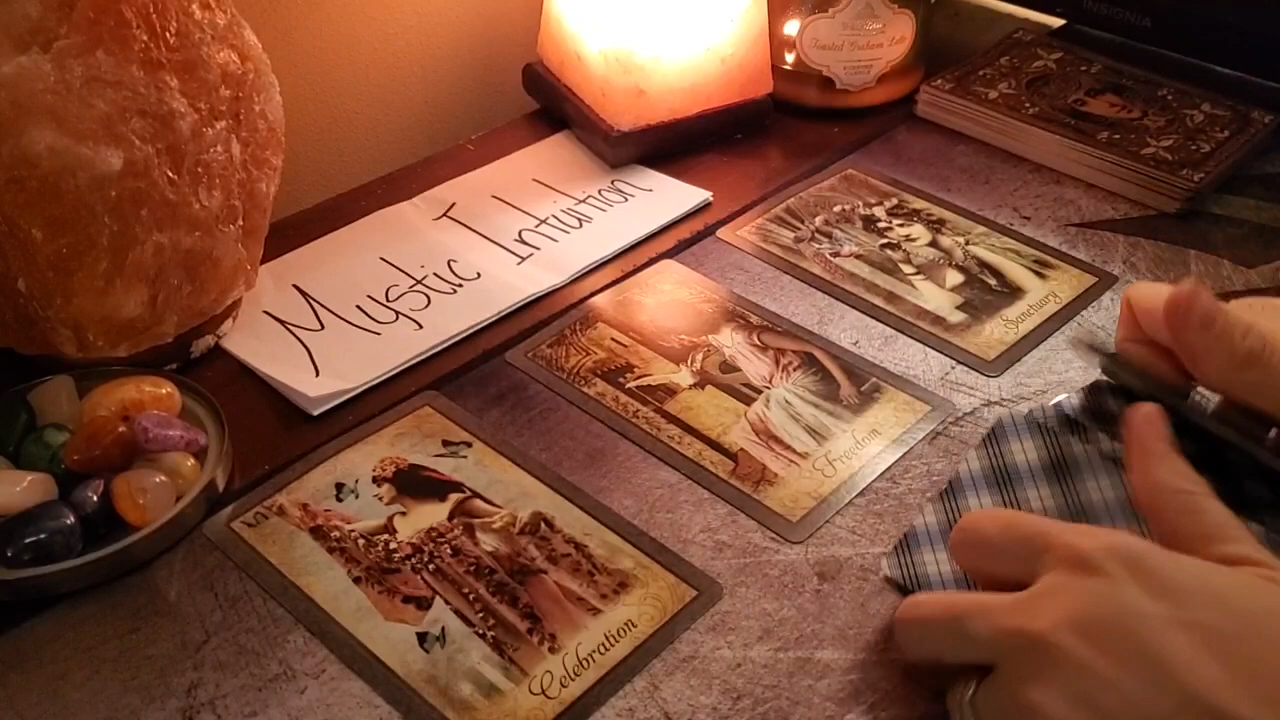 INSIGNIA
Toasted Graham Latte
Mystic Intuition
Sanctuary
Freedom
Celebration